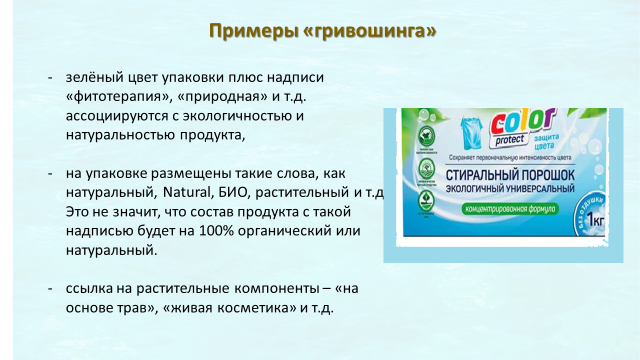 Примеры «гривошинга»
- зелёный цвет упаковки плюс надписи
«фитотерапия», «природная» и т.д.
ассоциируются с экологичностью и
натуральностью продукта,
- на упаковке размещены такие слова, как
натуральный, Natural, БИО, растительный и т.д
Это не значит, что состав продукта с такой
надписью будет на 100% органический или
натуральный.
- ссылка на растительные компоненты – «на
основе трав», «живая косметика» и т.д.
color
protect
защита
цвета
Сохраняет первоначальную интенсивность цвета
СТИРАЛЬНЫЙ ПОРОШОК
ЭКОЛОГИЧНЫЙ УНИВЕРСАЛЬНЫЙ
концентрированная формула
БЕЗ ОТДУШКИ
1кг